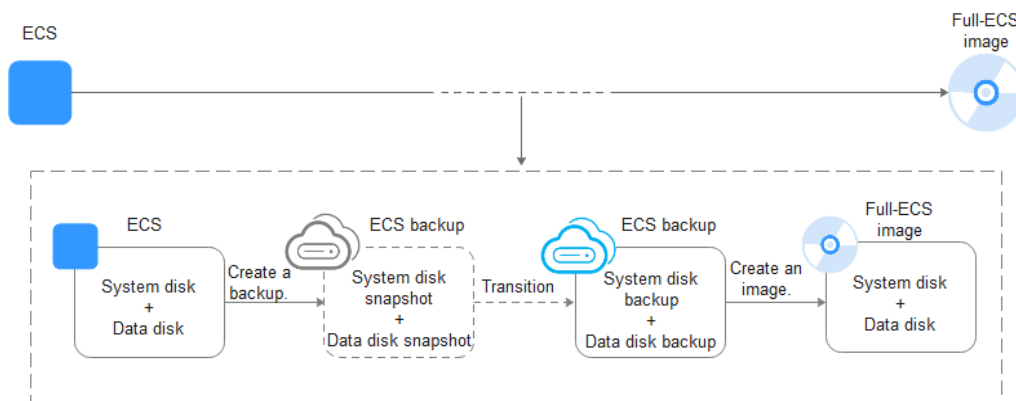 ECS
Full-ECS
image
ECS
ECS backup
ECS backup
Full-ECS
image
System disk
+
Data disk
Create a
backup.
System disk
snapshot
+
Data disk snapshot
Transition
System disk
backup
+
Data disk backup
Create an
image.
System disk
+
Data disk